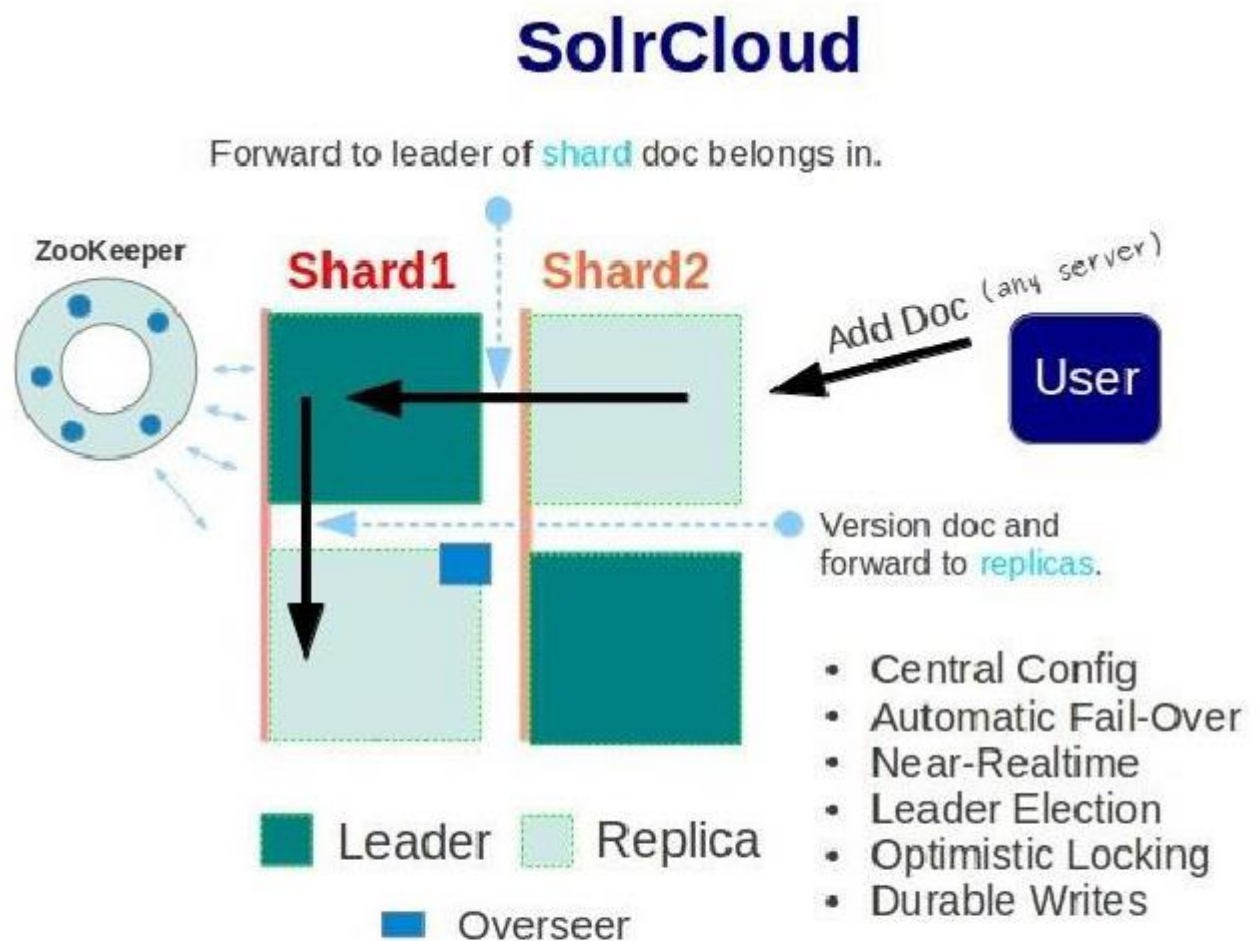 SolrCloud
Forward to leader of shard doc belongs in.
ZooKeeper
Shard1
Shard2
Add Doc (any server)
User
Version doc and
forward to replicas.
• Central Config
• Automatic Fail-Over
• Near-Realtime
• Leader Election
• Optimistic Locking
• Durable Writes
Leader
Replica
Overseer